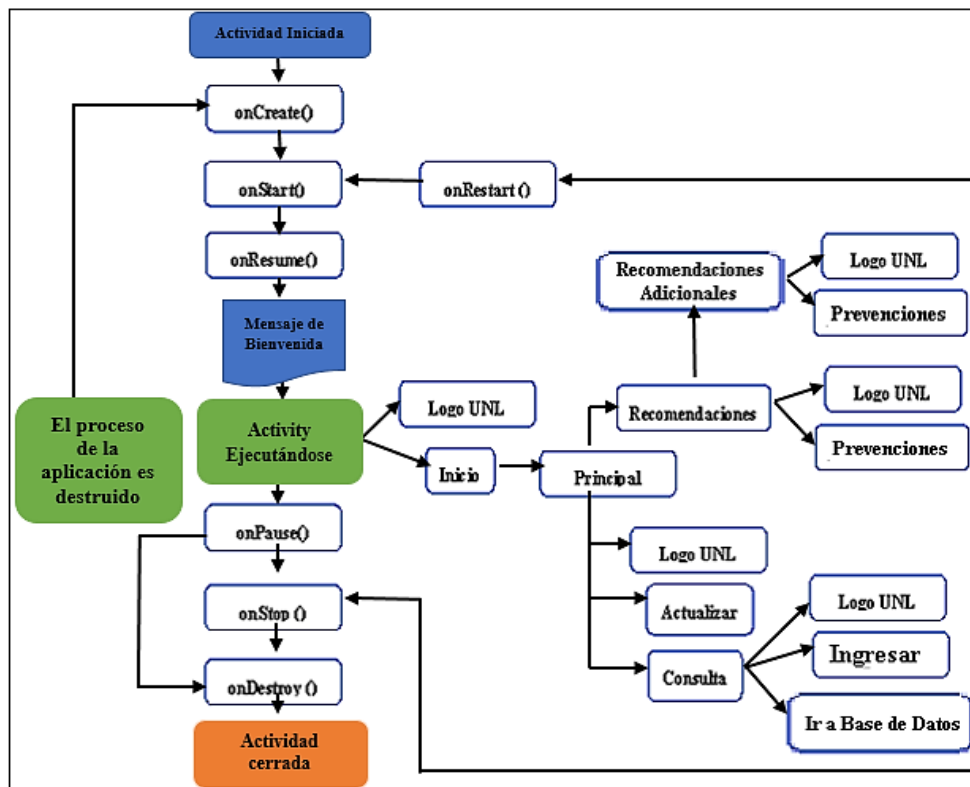 Actividad Iniciada
onCreate()
onStart()
onRestart ()
onResume()
Mensaje de
Bienvenida
Activity
Ejecutándose
El proceso
de la
aplicación es
destruido
onPause()
onStop ()
onDestroy ()
Actividad
cerrada
Logo UNL
Inicio
Principal
Recomendaciones
Adicionales
Logo UNL
Prevenciones
Recomendaciones
Logo UNL
Prevenciones
Logo UNL
Actualizar
Consulta
Logo UNL
Ingresar
Ir a Base de Datos